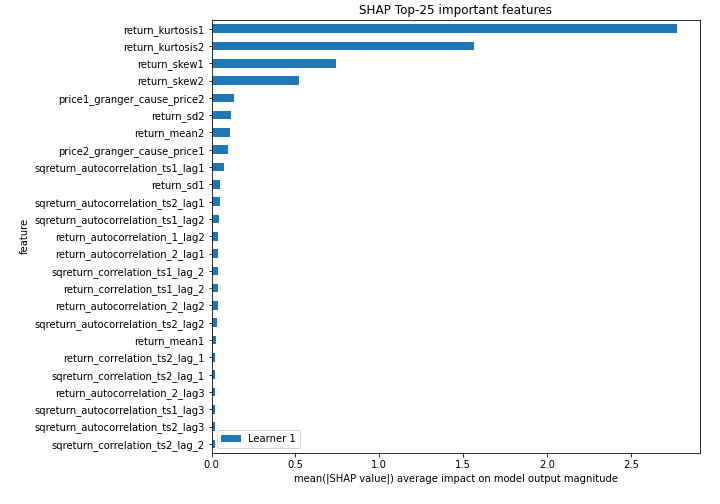 SHAP Top-25 important features
return_kurtosis1
return_kurtosis2
return_skew1
return_skew2
price1_granger_cause_price2
return_sd2
return_mean2
price2_granger_cause_price1
sqreturn_autocorrelation_ts1_lag1
return_sd1
sqreturn_autocorrelation_ts2_lag1
sqreturn_autocorrelation_ts1_lag2
return_autocorrelation_1_lag2
return_autocorrelation_2_lag1
sqreturn_correlation_ts1_lag_2
return_correlation_ts1_lag_2
return_autocorrelation_2_lag2
sqreturn_autocorrelation_ts2_lag2
return_mean1
return_correlation_ts2_lag_1
sqreturn_correlation_ts2_lag_1
return_autocorrelation_2_lag3
sqreturn_autocorrelation_ts1_lag3
sqreturn_autocorrelation_ts2_lag3
sqreturn_correlation_ts2_lag_2
feature
Learner 1
0.0 0.5 1.0 1.5 2.0 2.5
mean(|SHAP value|) average impact on model output magnitude